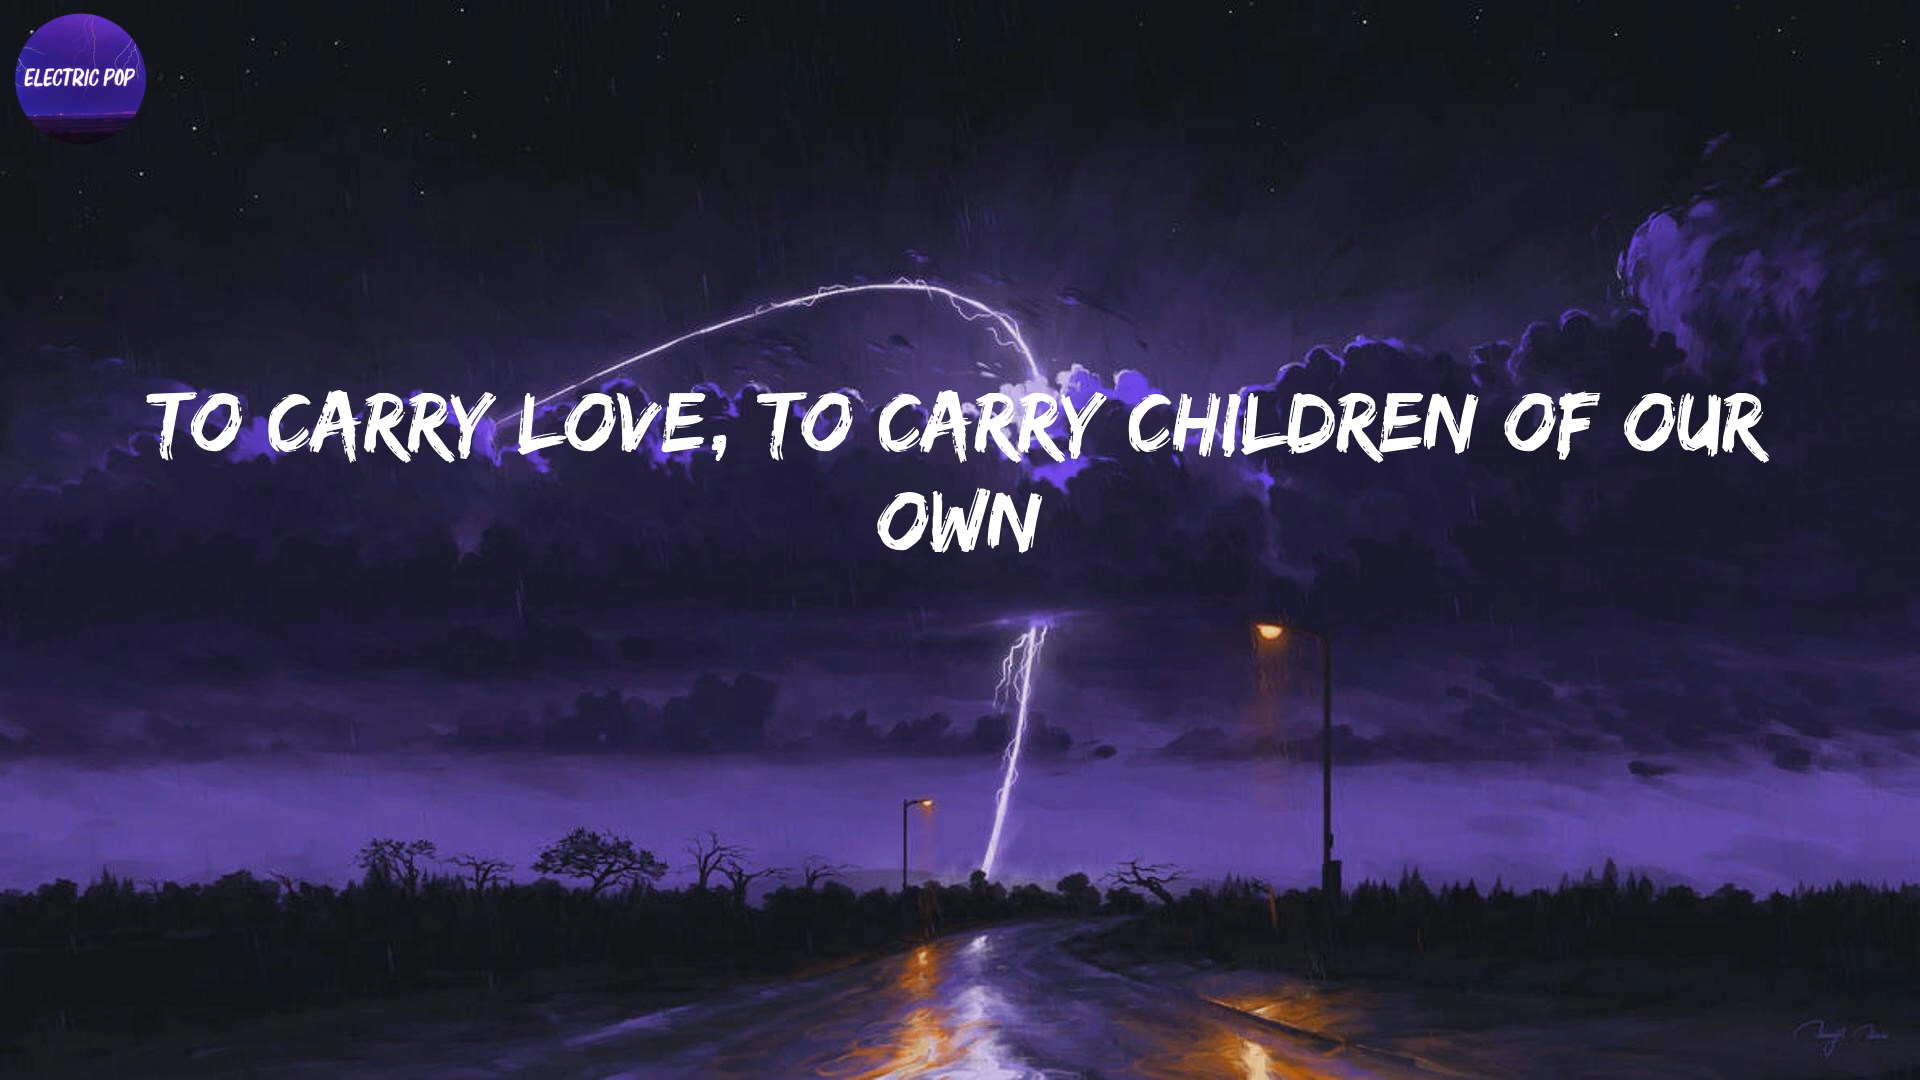 ELECTRIC POP
TO CARRY LOVE, TO CARRY CHILDREN OF OUR
OWN